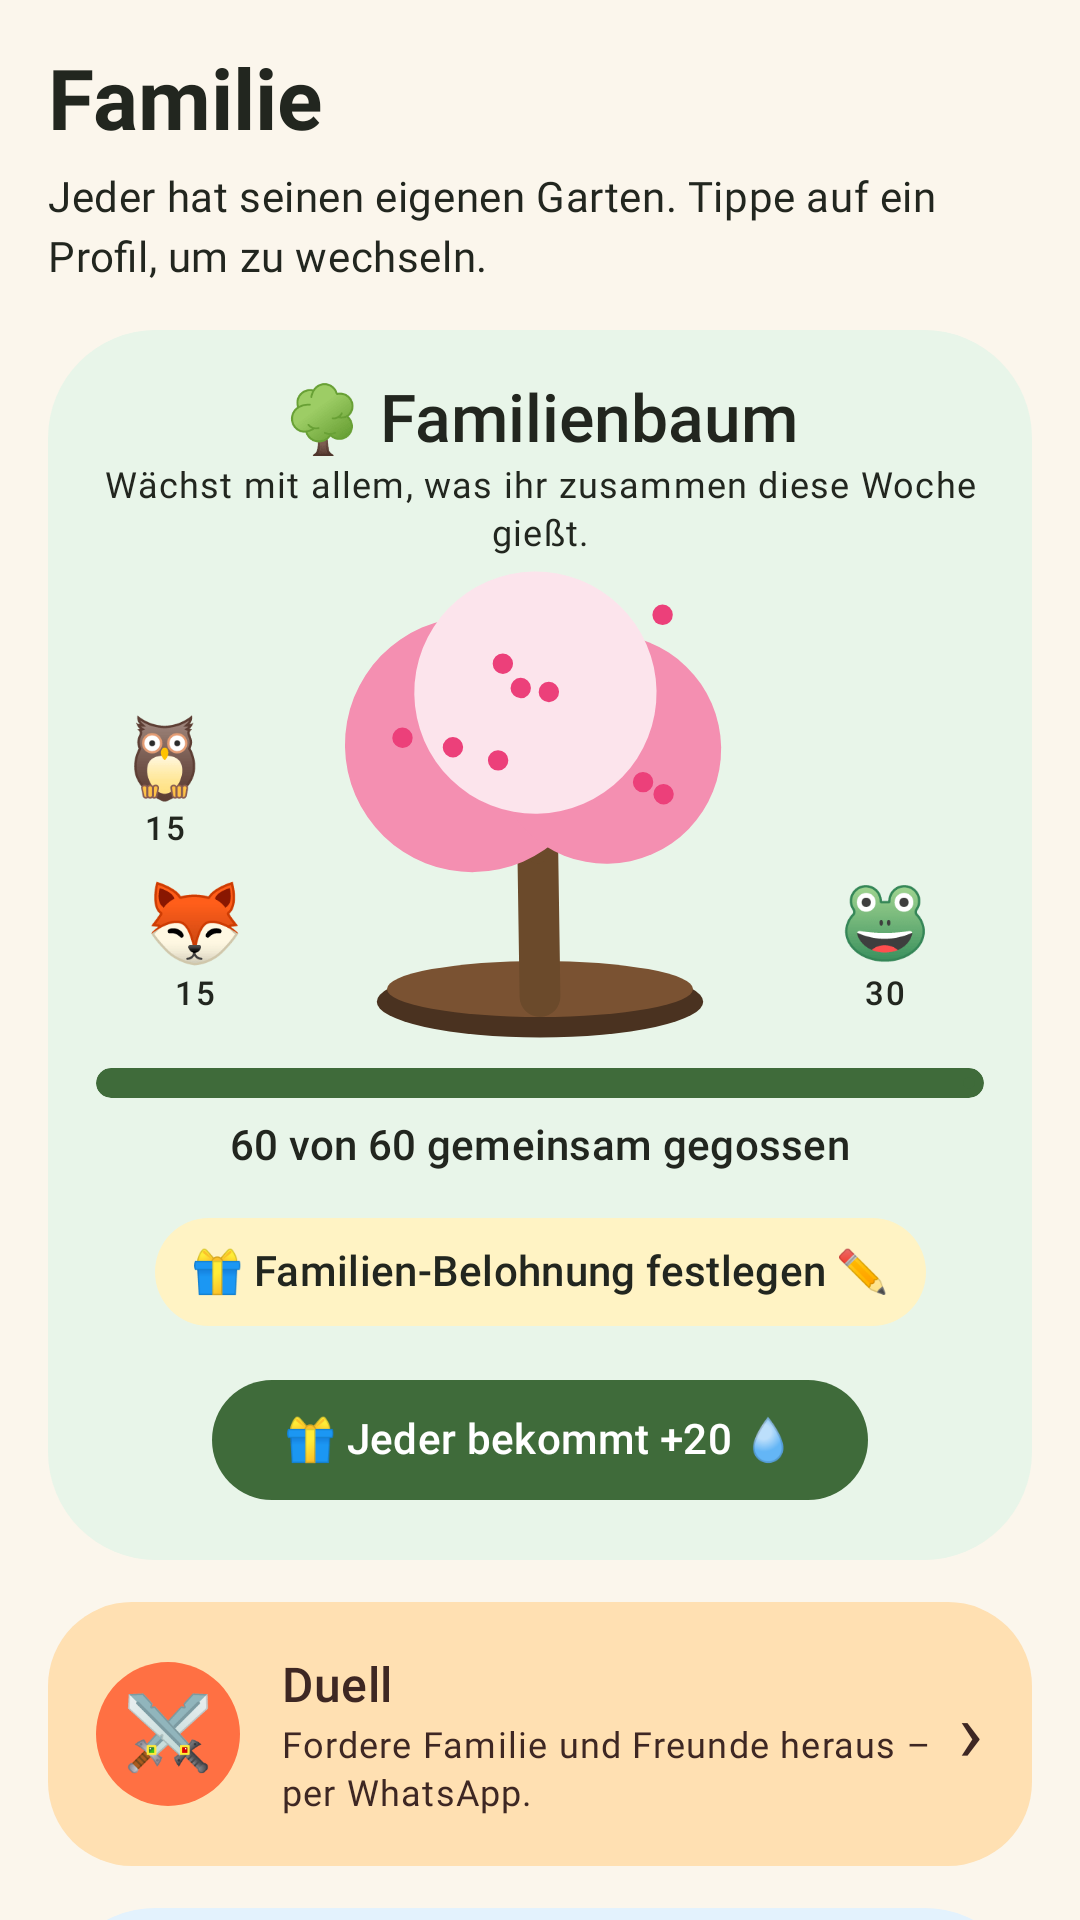 Familie
Jeder hat seinen eigenen Garten. Tippe auf ein
Profil, um zu wechseln.
🌳 Familienbaum
Wächst mit allem, was ihr zusammen diese Woche
gießt.
15
15
30
60 von 60 gemeinsam gegossen
🎁 Familien-Belohnung festlegen ✏️
🎁 Jeder bekommt +20 💧
Duell
Fordere Familie und Freunde heraus –
per WhatsApp.